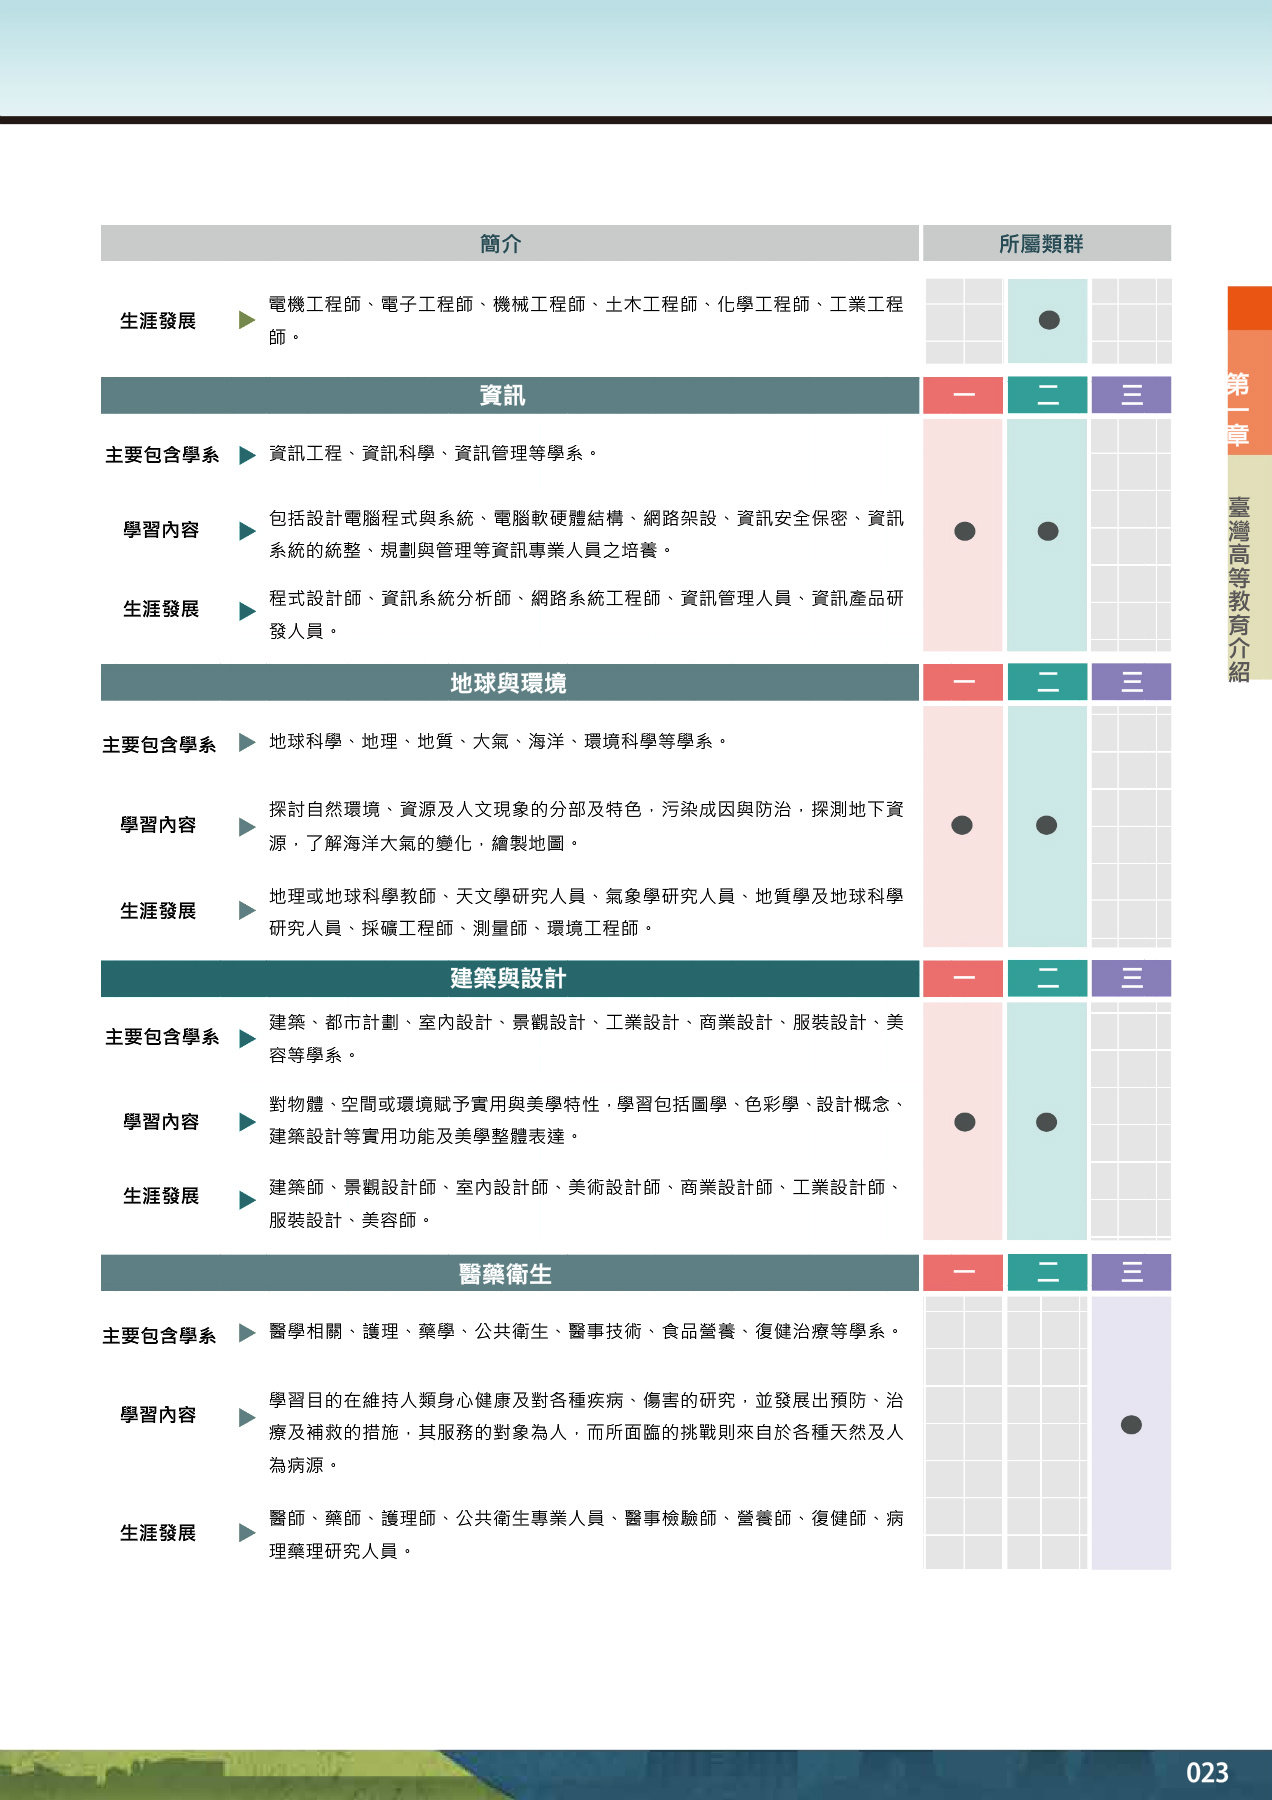 簡介 所屬類群
生涯發展 電機工程師、電子工程師、機械工程師、土木工程師、化學工程師、工業工程
師。
資訊 一 二 三
主要包含學系 資訊工程、資訊科學、資訊管理等學系。
學習內容 包括設計電腦程式與系統、電腦軟硬體結構、網路架設、資訊安全保密、資訊
系統的統整、規劃與管理等資訊專業人員之培養。
生涯發展 程式設計師、資訊系統分析師、網路系統工程師、資訊管理人員、資訊產品研
發人員。
地球與環境 一 二 三
主要包含學系 地球科學、地理、地質、大氣、海洋、環境科學等學系。
學習內容 探討自然環境、資源及人文現象的分部及特色，污染成因與防治，探測地下資
源，了解海洋大氣的變化，繪製地圖。
生涯發展 地理或地球科學教師、天文學研究人員、氣象學研究人員、地質學及地球科學
研究人員、採礦工程師、測量師、環境工程師。
建築與設計 一 二 三
主要包含學系 建築、都市計劃、室內設計、景觀設計、工業設計、商業設計、服裝設計、美
容等學系。
學習內容 對物體、空間或環境賦予實用與美學特性，學習包括圖學、色彩學、設計概念、
建築設計等實用功能及美學整體表達。
生涯發展 建築師、景觀設計師、室內設計師、美術設計師、商業設計師、工業設計師、
服裝設計、美容師。
醫藥衛生 一 二 三
主要包含學系 醫學相關、護理、藥學、公共衛生、醫事技術、食品營養、復健治療等學系。
學習內容 學習目的在維持人類身心健康及對各種疾病、傷害的研究，並發展出預防、治
療及補救的措施，其服務的對象為人，而所面臨的挑戰則來自於各種天然及人
為病源。
生涯發展 醫師、藥師、護理師、公共衛生專業人員、醫事檢驗師、營養師、復健師、病
理藥理研究人員。
第一章
臺灣高等教育介紹
023